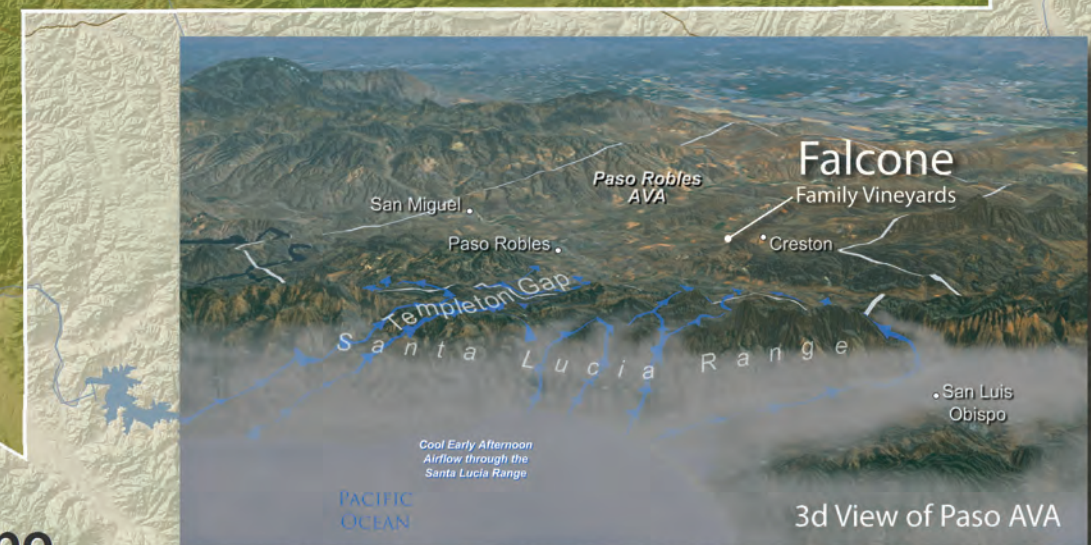 Falcone
Family Vineyards
Paso Robles
AVA
San Miguel
Paso Robles
Creston
Templeton Gap
Santa Lucia Range
San Luis
Obispo
Cool Early Afternoon
Airflow through the
Santa Lucia Range
PACIFIC
OCEAN
3d View of Paso AVA